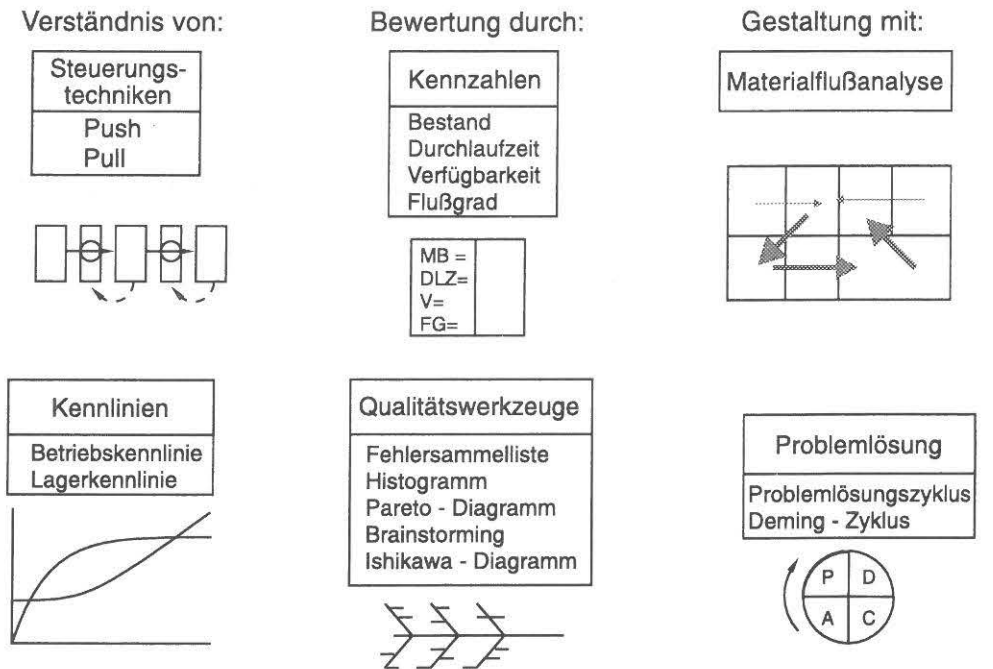 Verständnis von:
Steuerungs-
techniken
Push
Pull
Kennlinien
Betriebskennlinie
Lagerkennlinie
Bewertung durch:
Kennzahlen
Bestand
Durchlaufzeit
Verfügbarkeit
Flußgrad
MB =
DLZ=
V=
FG=
Qualitätswerkzeuge
Fehlersammelliste
Histogramm
Pareto - Diagramm
Brainstorming
Ishikawa - Diagramm
Gestaltung mit:
Materialflußanalyse
Problemlösung
Problemlösungszyklus
Deming - Zyklus
P D
A C